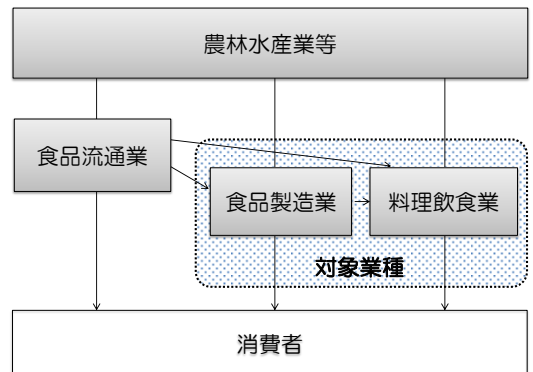 農林水産業等
食品流通業
食品製造業
料理飲食業
対象業種
消費者